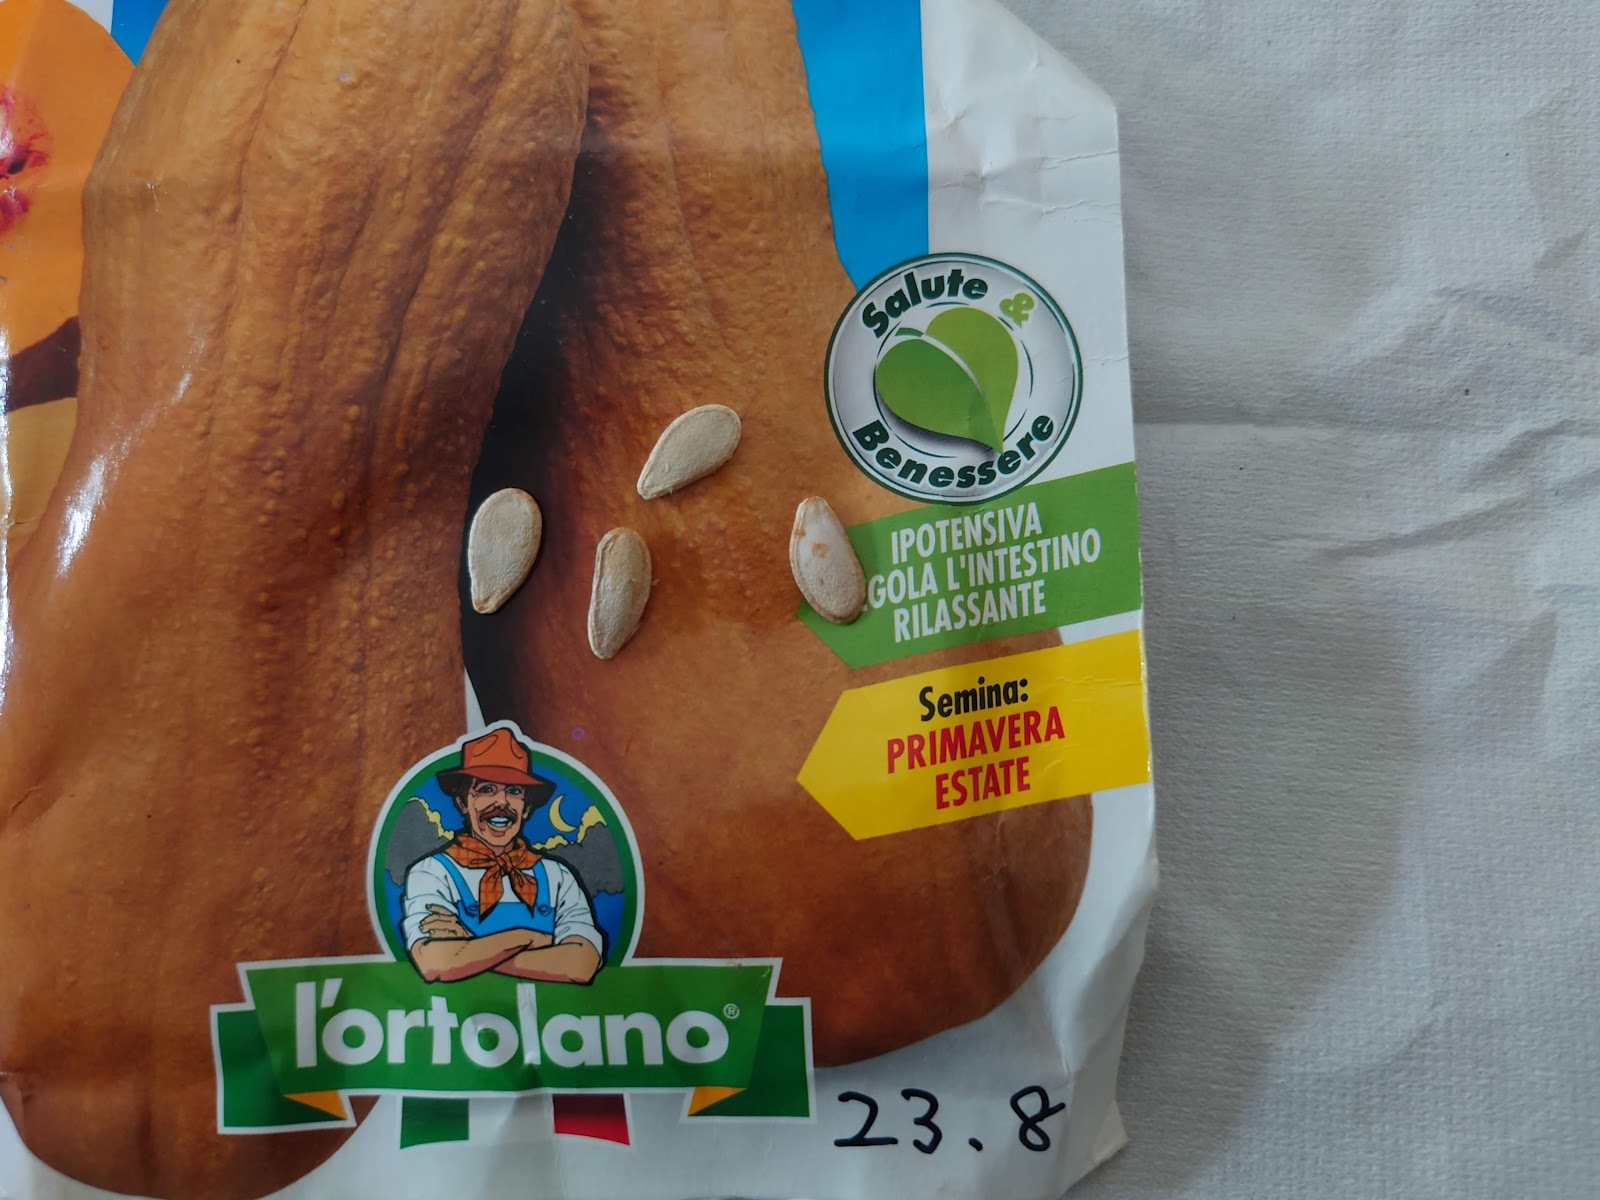 Salute &
Benessere
IPOTENSIVA
GOLA L'INTESTINO
RILASSANTE
Semina:
PRIMAVERA
ESTATE
l'ortolano®
23.8